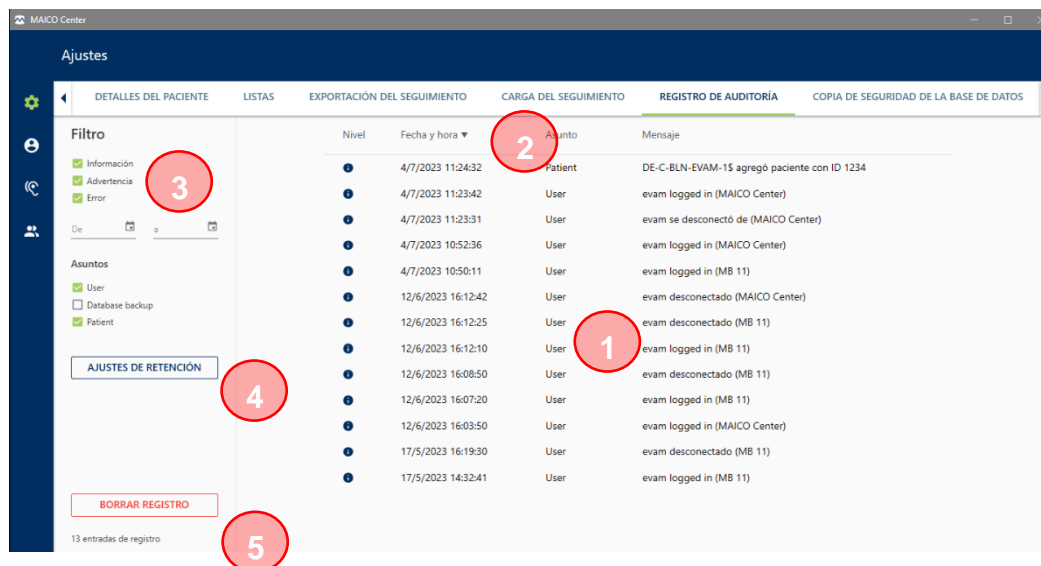 MAICO Center
Ajustes
DETALLES DEL PACIENTE LISTAS EXPORTACIÓN DEL SEGUIMIENTO CARGA DEL SEGUIMIENTO REGISTRO DE AUDITORÍA COPIA DE SEGURIDAD DE LA BASE DE DATOS
Filtro
Información
Advertencia
Error
3
De a
Asuntos
User
Database backup
Patient
AJUSTES DE RETENCIÓN
4
BORRAR REGISTRO
13 entradas de registro
5
Nivel Fecha y hora ▼ Asunto Mensaje
2
4/7/2023 11:24:32 Patient DE-C-BLN-EVAM-1$ agregó paciente con ID 1234
4/7/2023 11:23:42 User evam logged in (MAICO Center)
4/7/2023 11:23:31 User evam se desconectó de (MAICO Center)
4/7/2023 10:52:36 User evam logged in (MAICO Center)
4/7/2023 10:50:11 User evam logged in (MB 11)
12/6/2023 16:12:42 User evam desconectado (MAICO Center)
12/6/2023 16:12:25 User evam desconectado (MB 11)
1
12/6/2023 16:12:10 User evam logged in (MB 11)
12/6/2023 16:08:50 User evam desconectado (MB 11)
12/6/2023 16:07:20 User evam logged in (MB 11)
12/6/2023 16:03:50 User evam logged in (MAICO Center)
17/5/2023 16:19:30 User evam desconectado (MB 11)
17/5/2023 14:32:41 User evam logged in (MB 11)